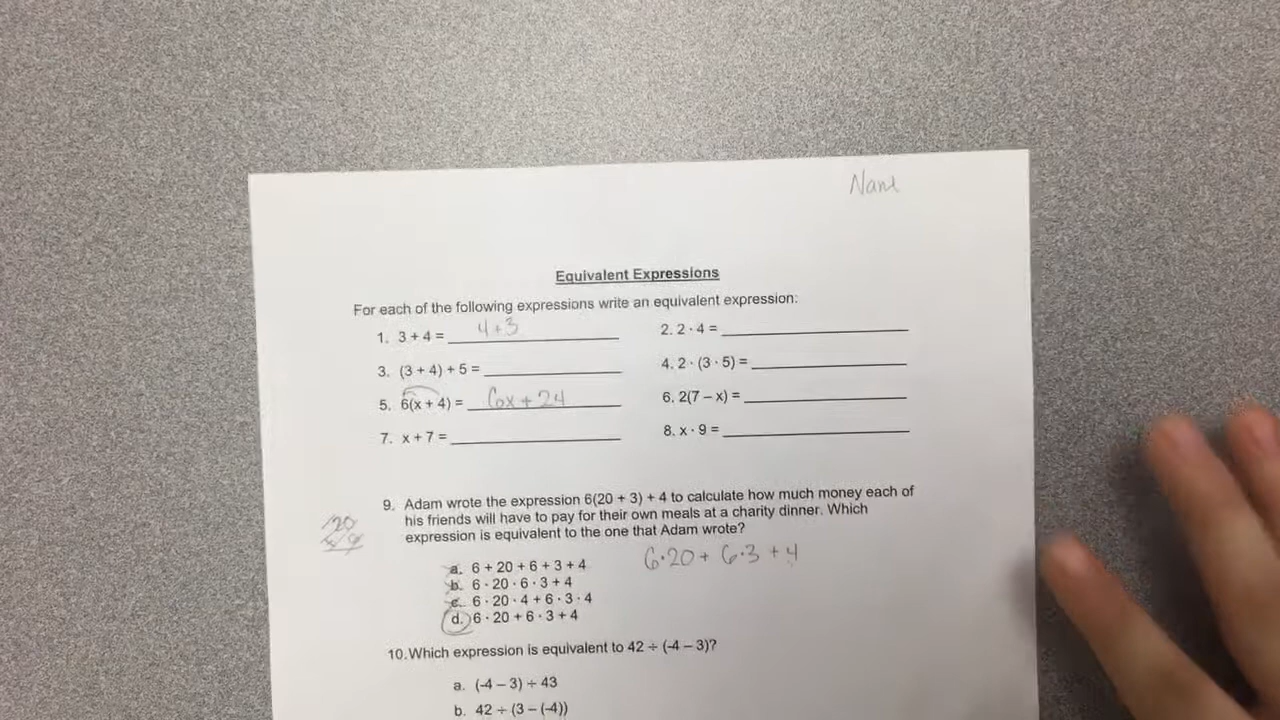 Name
Equivalent Expressions
For each of the following expressions write an equivalent expression:
1. 3 + 4 = 4+3
2. 2 · 4 =
3. (3 + 4) + 5 =
4. 2 · (3 · 5) =
5. 6(x + 4) = 6x + 24
6. 2(7 – x) =
7. x + 7 =
8. x · 9 =
9. Adam wrote the expression 6(20 + 3) + 4 to calculate how much money each of
his friends will have to pay for their own meals at a charity dinner. Which
expression is equivalent to the one that Adam wrote?
6·20 + 6·3 + 4
a. 6 + 20 + 6 + 3 + 4
b. 6 · 20 · 6 · 3 + 4
c. 6 · 20 · 4 + 6 · 3 · 4
d. 6 · 20 + 6 · 3 + 4
10. Which expression is equivalent to 42 ÷ (-4 – 3)?
a. (-4 – 3) ÷ 43
b. 42 ÷ (3 – (-4))